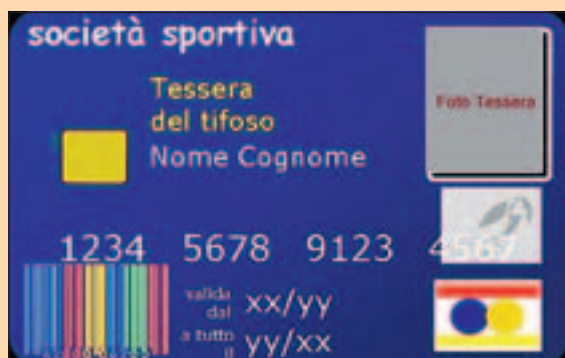 società sportiva
Tessera
del tifoso
Nome Cognome
Foto Tessera
1234 5678 9123 4567
valida
dal xx/yy
a tutto
il yy/xx